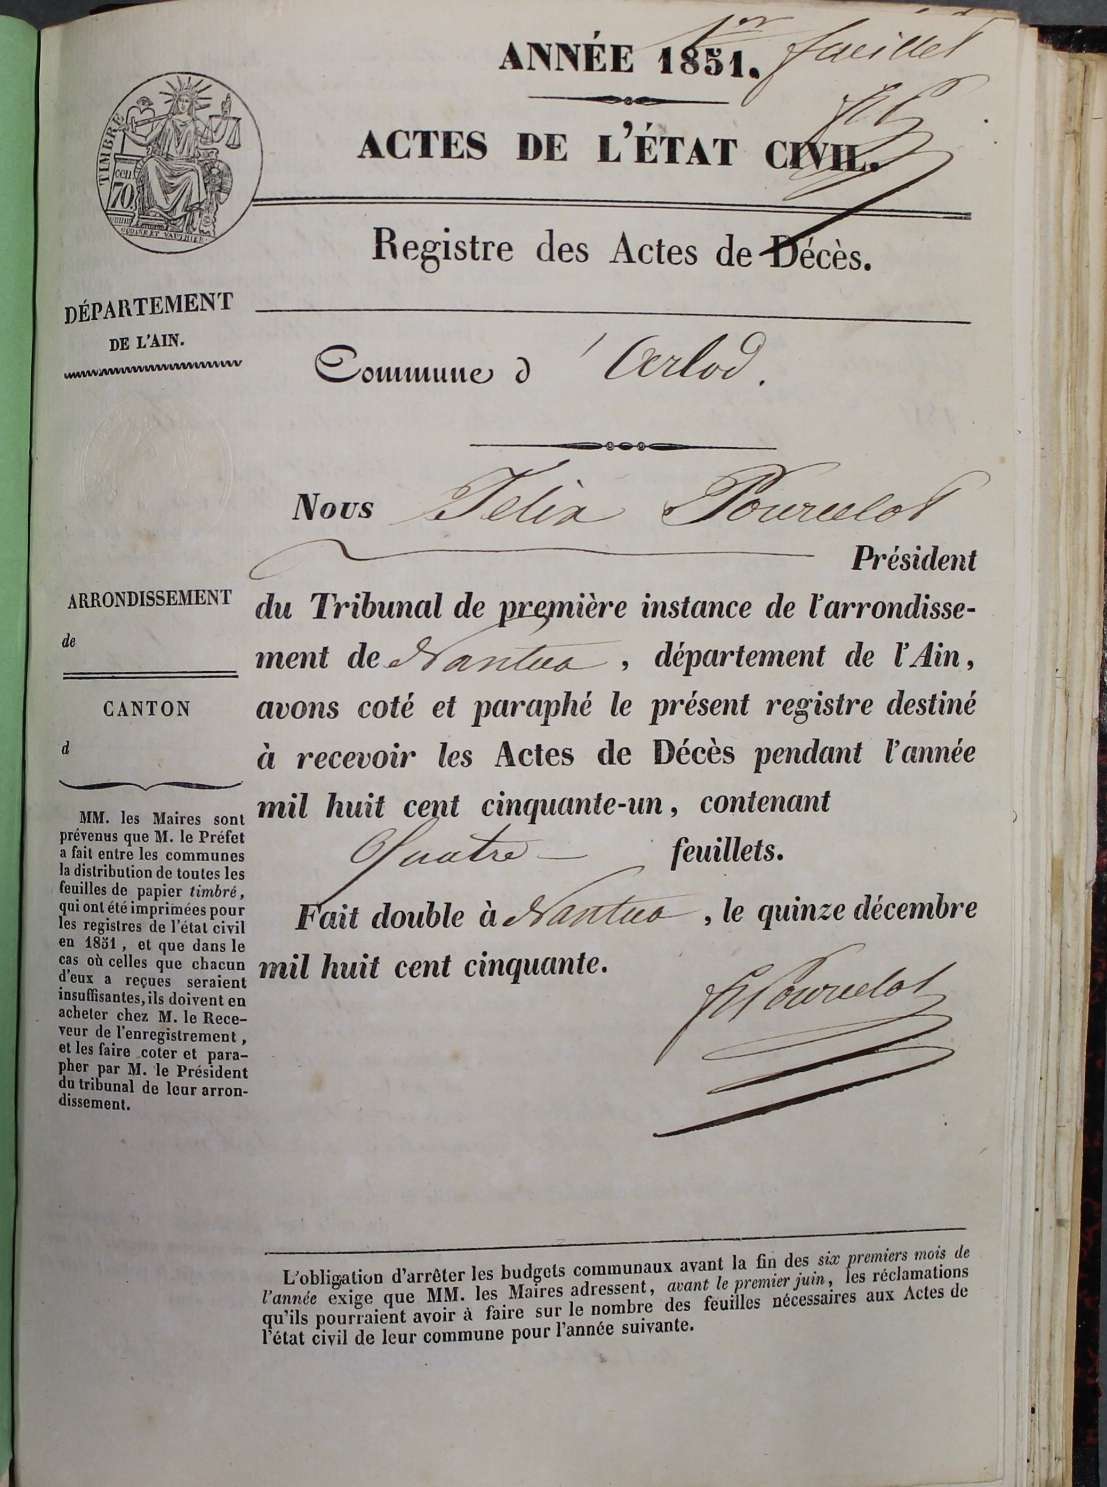 1er feuillet
ANNÉE 1851.
ACTES DE L'ÉTAT CIVIL.
TIMBRE
cen
70
OUDINÉ ET VAUTHIER
Registre des Actes de Décès.
DÉPARTEMENT
DE L'AIN.
Commune d'Arlod.
Nous Felix Pourcelot
Président
ARRONDISSEMENT
de
CANTON
d
du Tribunal de première instance de l'arrondisse-
ment de Nantua, département de l'Ain,
avons coté et paraphé le présent registre destiné
à recevoir les Actes de Décès pendant l'année
mil huit cent cinquante-un, contenant
Quatre feuillets.
Fait double à Nantua, le quinze décembre
mil huit cent cinquante.
Pourcelot
MM. les Maires sont
prévenus que M. le Préfet
a fait entre les communes
la distribution de toutes les
feuilles de papier timbré,
qui ont été imprimées pour
les registres de l'état civil
en 1851, et que dans le
cas où celles que chacun
d'eux a reçues seraient
insuffisantes, ils doivent en
acheter chez M. le Rece-
veur de l'enregistrement,
et les faire coter et para-
pher par M. le Président
du tribunal de leur arron-
dissement.
L'obligation d'arrêter les budgets communaux avant la fin des six premiers mois de
l'année exige que MM. les Maires adressent, avant le premier juin, les réclamations
qu'ils pourraient avoir à faire sur le nombre des feuilles nécessaires aux Actes de
l'état civil de leur commune pour l'année suivante.